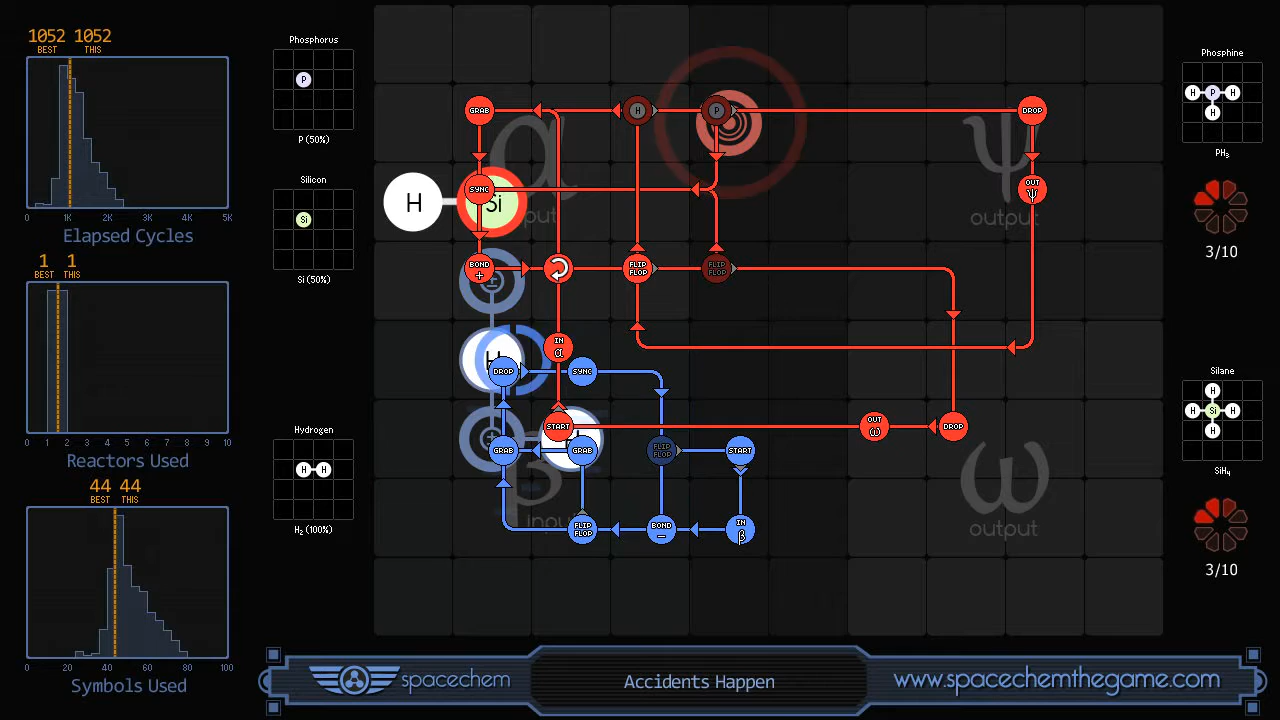 1052 1052
BEST THIS
0 1K 2K 3K 4K 5K
Elapsed Cycles
1 1
BEST THIS
0 1 2 3 4 5 6 7 8 9 10
Reactors Used
44 44
BEST THIS
0 20 40 60 80 100
Symbols Used
Phosphorus
P
P (50%)
Silicon
Si
Si (50%)
Hydrogen
H H
H₂ (100%)
GRAB H P DROP
α ψ
SYNC OUT ψ
H Si
input output
BOND + FLIP FLOP FLIP FLOP
H IN α
DROP SYNC
START OUT ω DROP
GRAB GRAB FLIP FLOP START
β ω
input output
FLIP FLOP BOND – IN β
Phosphine
H P H
H
PH₃
3/10
Silane
H
H Si H
H
SiH₄
3/10
spacechem
Accidents Happen
www.spacechemthegame.com